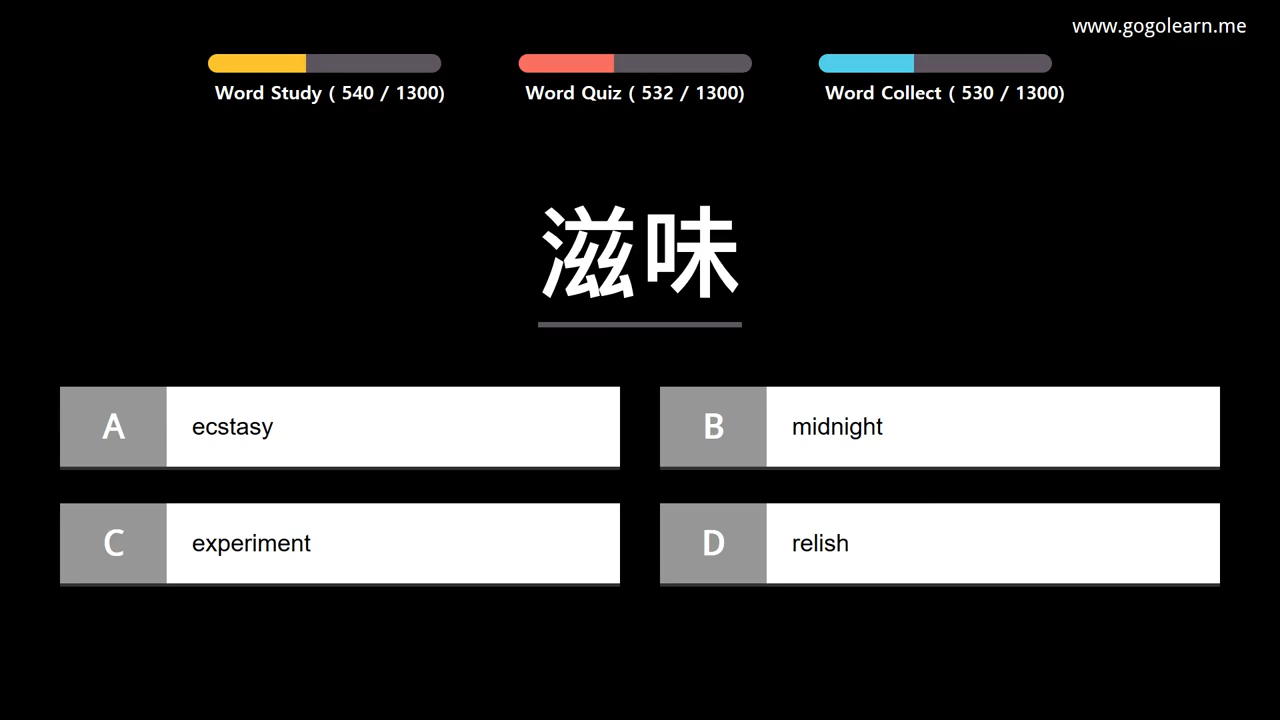 www.gogolearn.me
Word Study ( 540 / 1300)
Word Quiz ( 532 / 1300)
Word Collect ( 530 / 1300)
滋味
A
ecstasy
B
midnight
C
experiment
D
relish